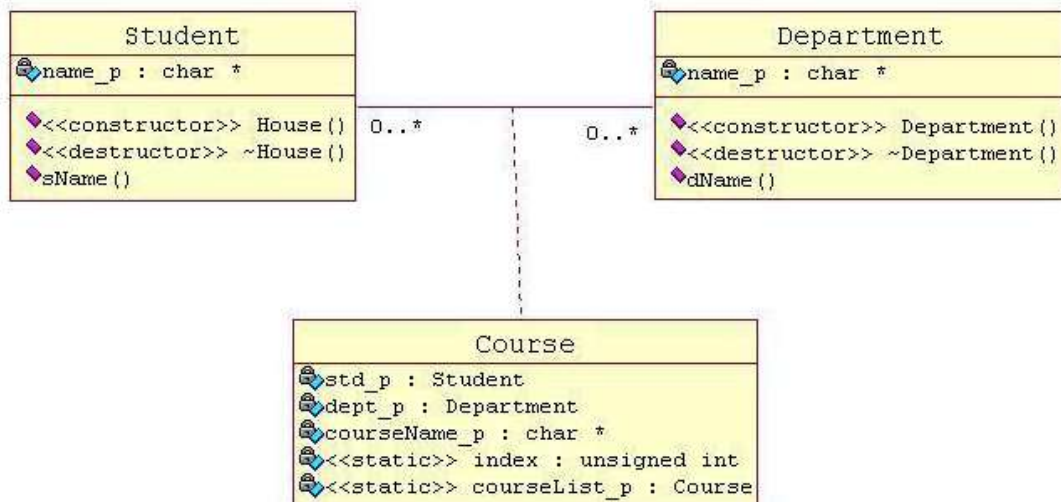 Student
name_p : char *
<<constructor>> House()
<<destructor>> ~House()
sName()
0..*
0..*
Department
name_p : char *
<<constructor>> Department()
<<destructor>> ~Department()
dName()
Course
std_p : Student
dept_p : Department
courseName_p : char *
<<static>> index : unsigned int
<<static>> courseList_p : Course